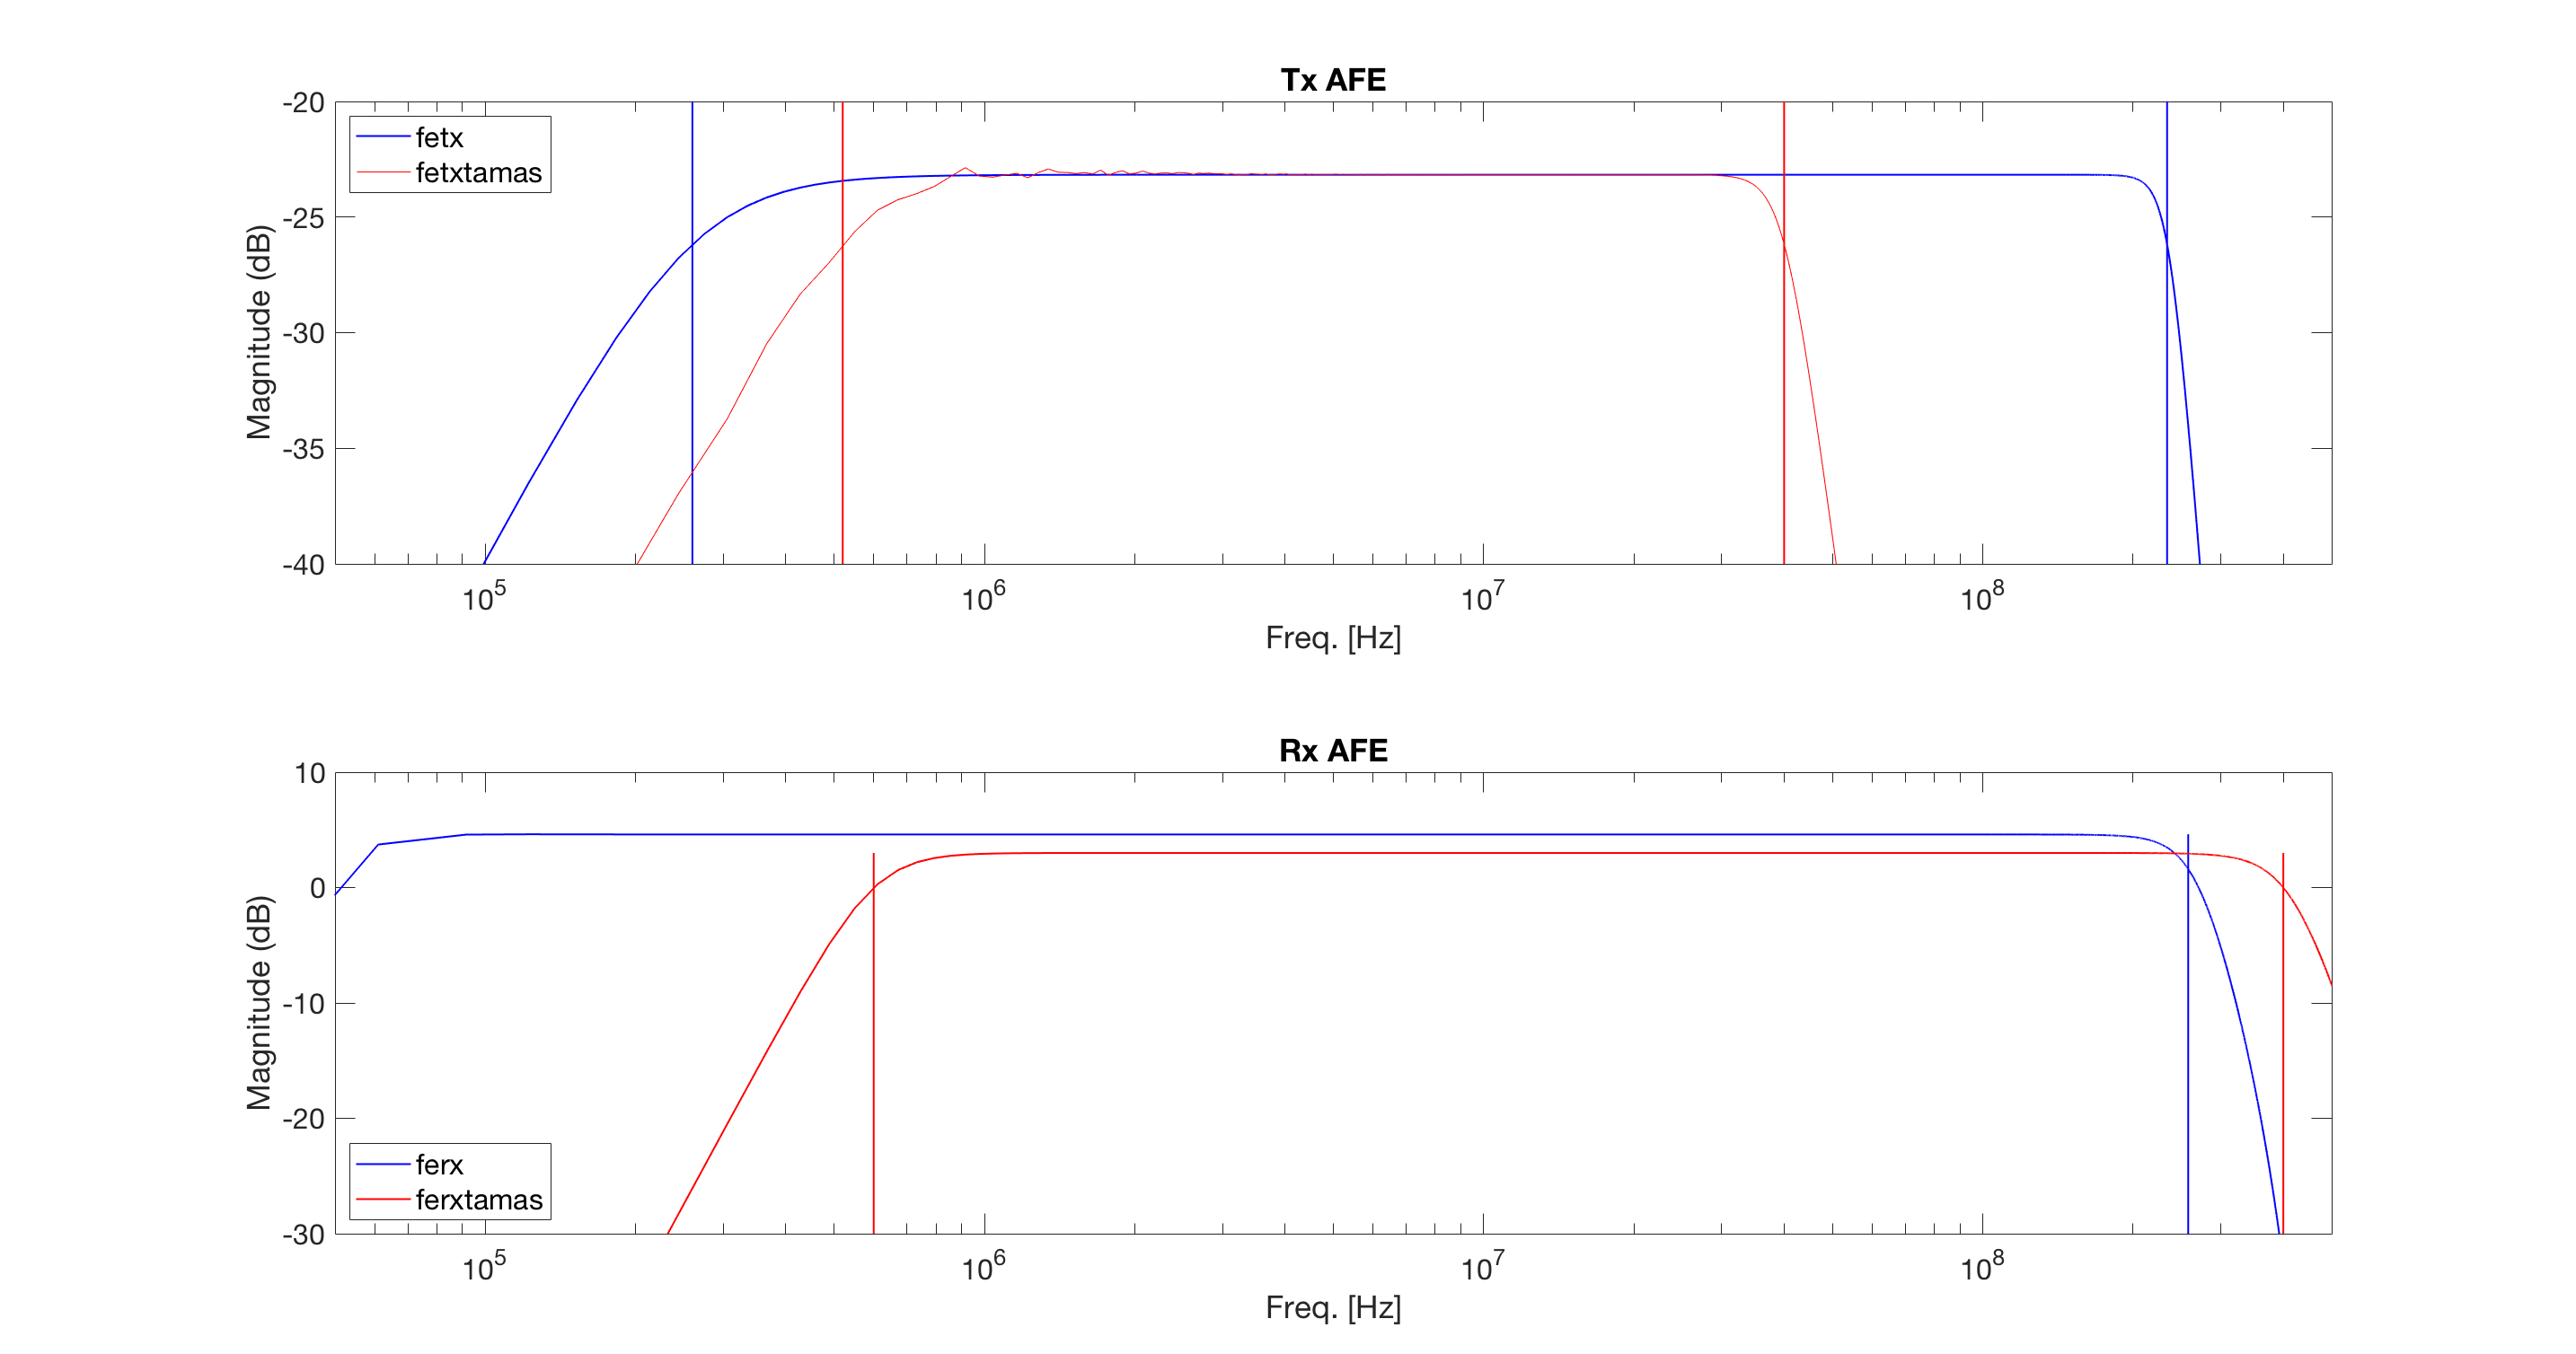 Tx AFE
-20
-25
-30
-35
-40
Magnitude (dB)
fetx
fetxtamas
10^5
10^6
10^7
10^8
Freq. [Hz]
Rx AFE
10
0
-10
-20
-30
Magnitude (dB)
ferx
ferxtamas
10^5
10^6
10^7
10^8
Freq. [Hz]